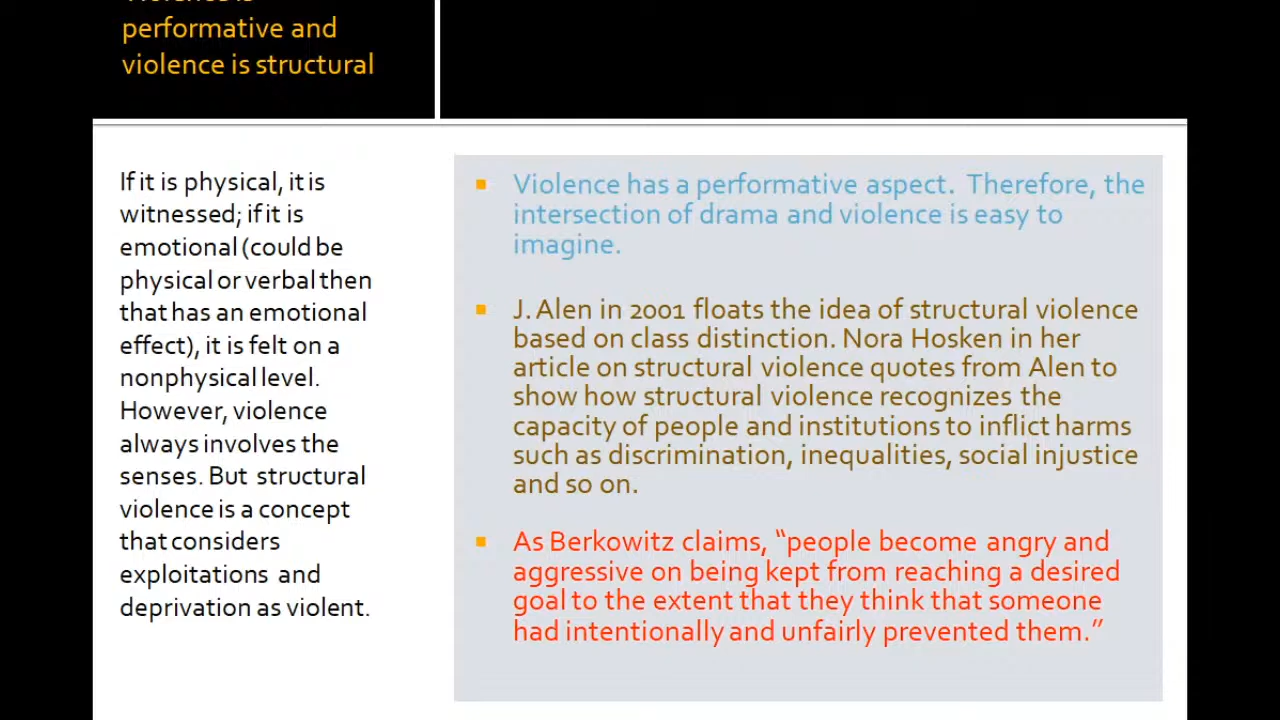 performative and
violence is structural
If it is physical, it is
witnessed; if it is
emotional (could be
physical or verbal then
that has an emotional
effect), it is felt on a
nonphysical level.
However, violence
always involves the
senses. But structural
violence is a concept
that considers
exploitations and
deprivation as violent.
Violence has a performative aspect. Therefore, the
intersection of drama and violence is easy to
imagine.
J. Alen in 2001 floats the idea of structural violence
based on class distinction. Nora Hosken in her
article on structural violence quotes from Alen to
show how structural violence recognizes the
capacity of people and institutions to inflict harms
such as discrimination, inequalities, social injustice
and so on.
As Berkowitz claims, “people become angry and
aggressive on being kept from reaching a desired
goal to the extent that they think that someone
had intentionally and unfairly prevented them.”